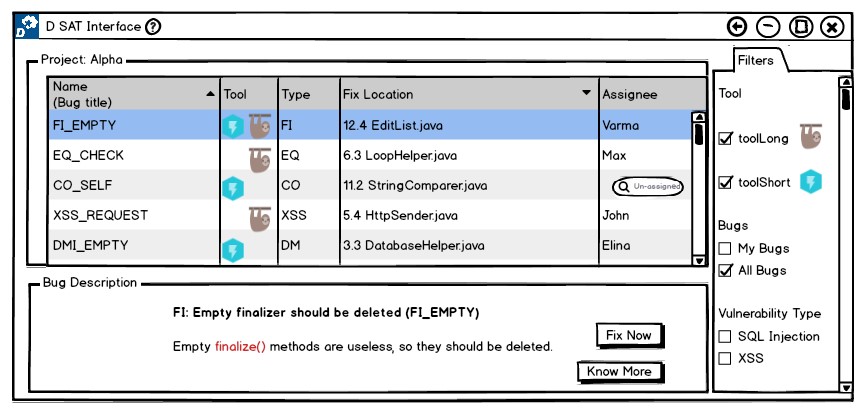 D SAT Interface ?
Project: Alpha
Name
(Bug title)
Tool
Type
Fix Location
Assignee
FI_EMPTY FI 12.4 EditList.java Varma
EQ_CHECK EQ 6.3 LoopHelper.java Max
CO_SELF CO 11.2 StringComparer.java Un-assigned
XSS_REQUEST XSS 5.4 HttpSender.java John
DMI_EMPTY DM 3.3 DatabaseHelper.java Elina
Bug Description
FI: Empty finalizer should be deleted (FI_EMPTY)
Empty finalize() methods are useless, so they should be deleted.
Fix Now
Know More
Filters
Tool
toolLong
toolShort
Bugs
My Bugs
All Bugs
Vulnerability Type
SQL Injection
XSS